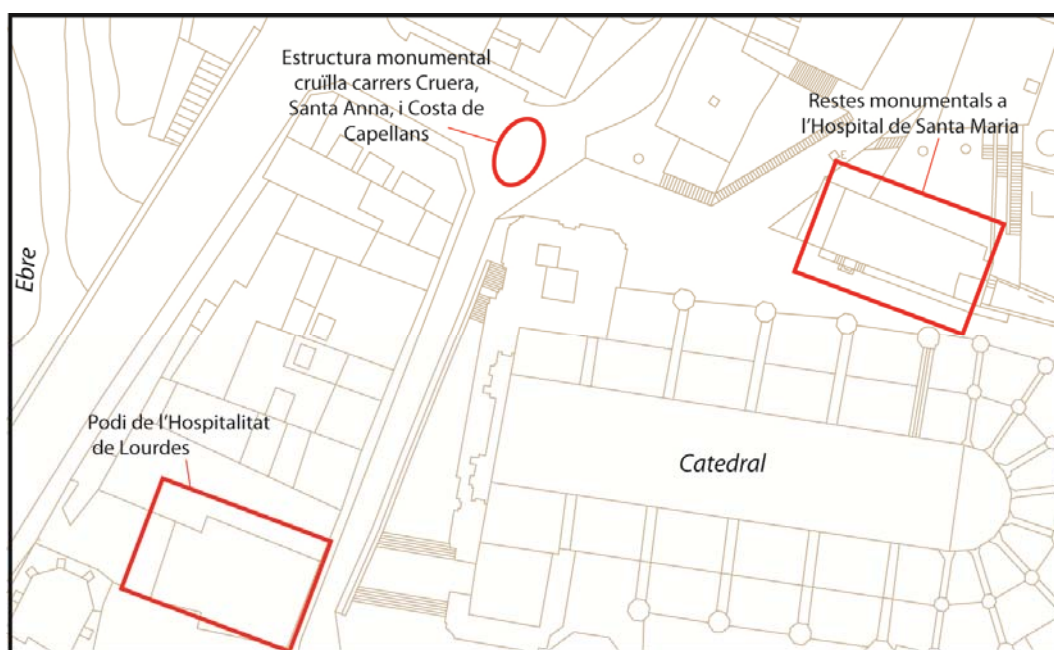 Estructura monumental
cruïlla carrers Cruera,
Santa Anna, i Costa de
Capellans
Restes monumentals a
l'Hospital de Santa Maria
Ebre
Podi de l'Hospitalitat
de Lourdes
Catedral